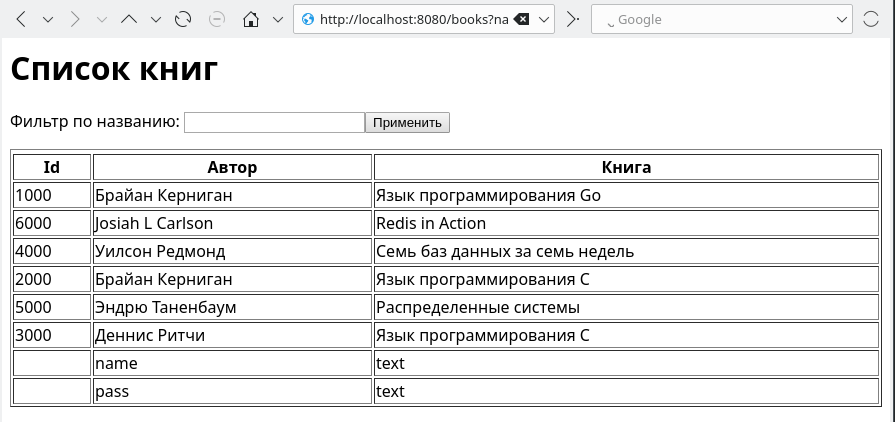 http://localhost:8080/books?na
Google
Список книг
Фильтр по названию: Применить
Id Автор Книга
1000 Брайан Керниган Язык программирования Go
6000 Josiah L Carlson Redis in Action
4000 Уилсон Редмонд Семь баз данных за семь недель
2000 Брайан Керниган Язык программирования C
5000 Эндрю Таненбаум Распределенные системы
3000 Деннис Ритчи Язык программирования C
name text
pass text